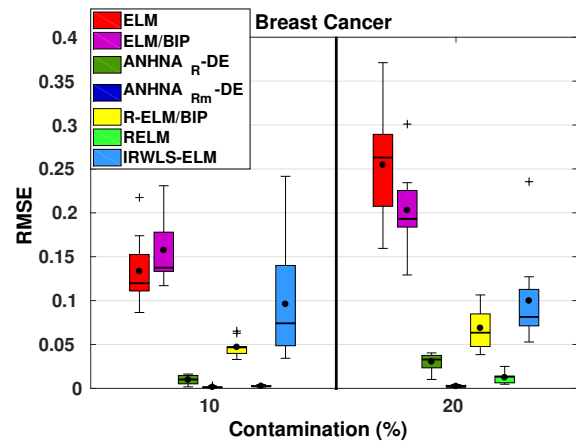 Breast Cancer
ELM
ELM/BIP
ANHNA R-DE
ANHNA Rm-DE
R-ELM/BIP
RELM
IRWLS-ELM
0.4
0.35
0.3
0.25
0.2
0.15
0.1
0.05
0
RMSE
10
20
Contamination (%)